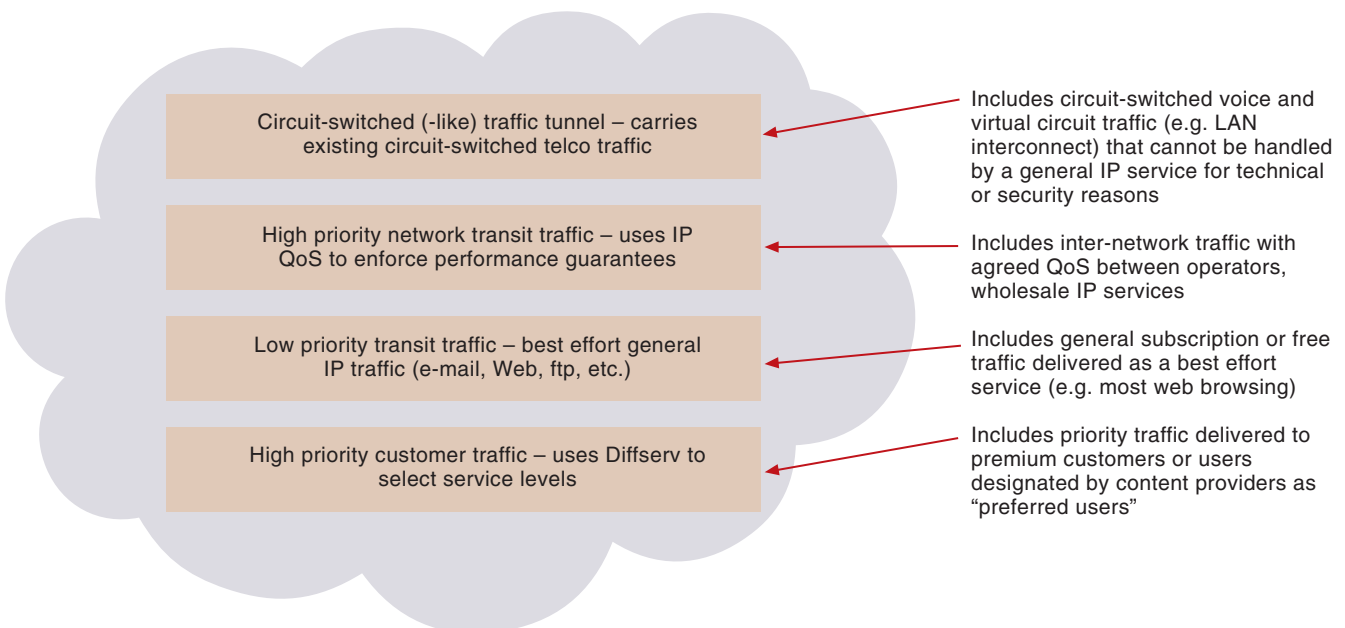 Circuit-switched (-like) traffic tunnel – carries
existing circuit-switched telco traffic
Includes circuit-switched voice and
virtual circuit traffic (e.g. LAN
interconnect) that cannot be handled
by a general IP service for technical
or security reasons
High priority network transit traffic – uses IP
QoS to enforce performance guarantees
Includes inter-network traffic with
agreed QoS between operators,
wholesale IP services
Low priority transit traffic – best effort general
IP traffic (e-mail, Web, ftp, etc.)
Includes general subscription or free
traffic delivered as a best effort
service (e.g. most web browsing)
High priority customer traffic – uses Diffserv to
select service levels
Includes priority traffic delivered to
premium customers or users
designated by content providers as
“preferred users”